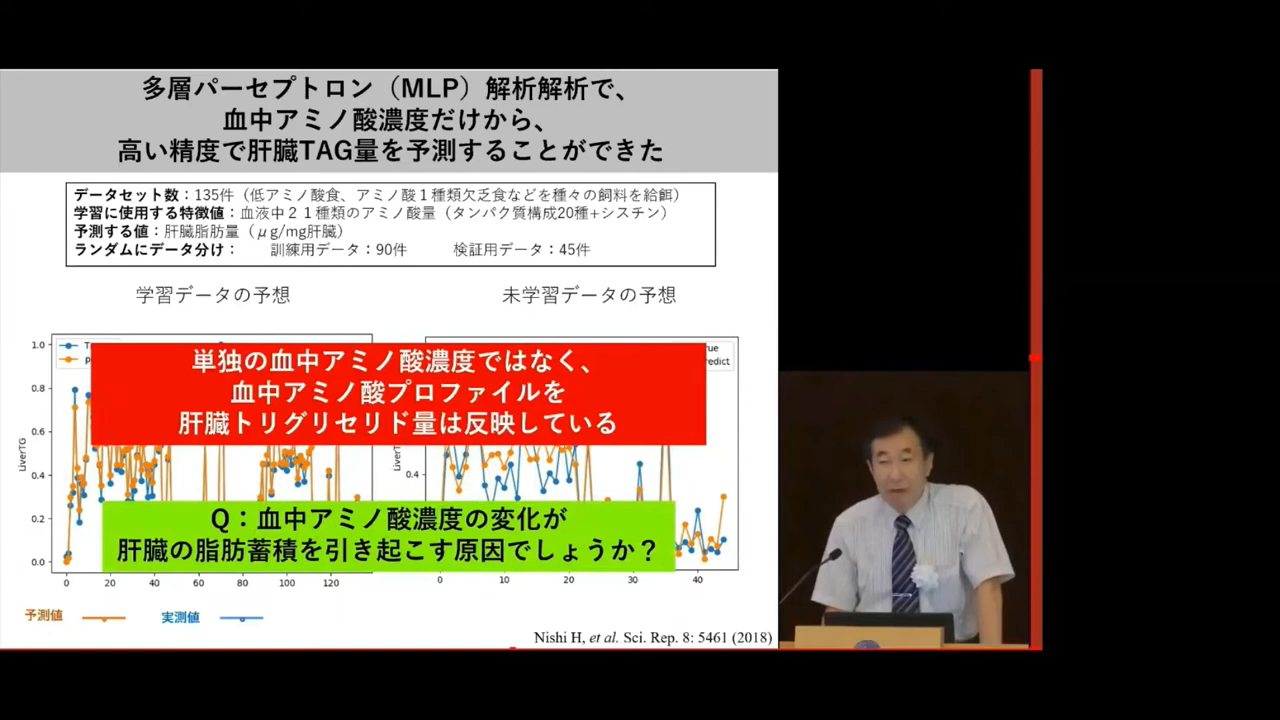 多層パーセプトロン（MLP）解析解析で、
血中アミノ酸濃度だけから、
高い精度で肝臓TAG量を予測することができた
データセット数：135件（低アミノ酸食、アミノ酸１種類欠乏食などを種々の飼料を給餌）
学習に使用する特徴値：血液中２１種類のアミノ酸量（タンパク質構成20種+シスチン）
予測する値：肝臓脂肪量（μg/mg肝臓）
ランダムにデータ分け： 訓練用データ：90件 検証用データ：45件
学習データの予想
未学習データの予想
単独の血中アミノ酸濃度ではなく、
血中アミノ酸プロファイルを
肝臓トリグリセリド量は反映している
Q：血中アミノ酸濃度の変化が
肝臓の脂肪蓄積を引き起こす原因でしょうか？
LiverTG
1.0
0.8
0.6
0.4
0.2
0.0
0 20 40 60 80 100 120
LiverTG
0.4
0 10 20 30 40
予測値
実測値
Nishi H, et al. Sci. Rep. 8: 5461 (2018)